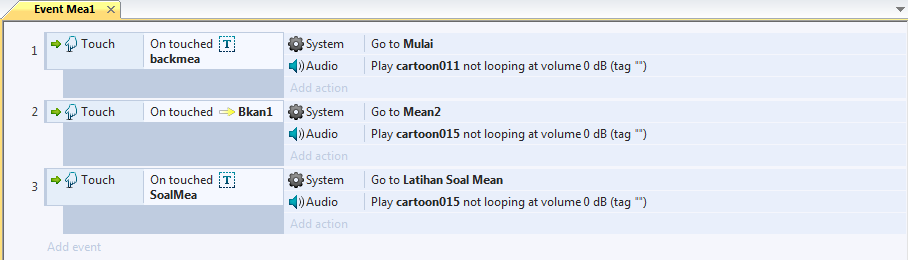 Event Mea1
1 Touch On touched T backmea System Go to Mulai
Audio Play cartoon011 not looping at volume 0 dB (tag "")
Add action
2 Touch On touched Bkan1 System Go to Mean2
Audio Play cartoon015 not looping at volume 0 dB (tag "")
Add action
3 Touch On touched T SoalMea System Go to Latihan Soal Mean
Audio Play cartoon015 not looping at volume 0 dB (tag "")
Add action
Add event